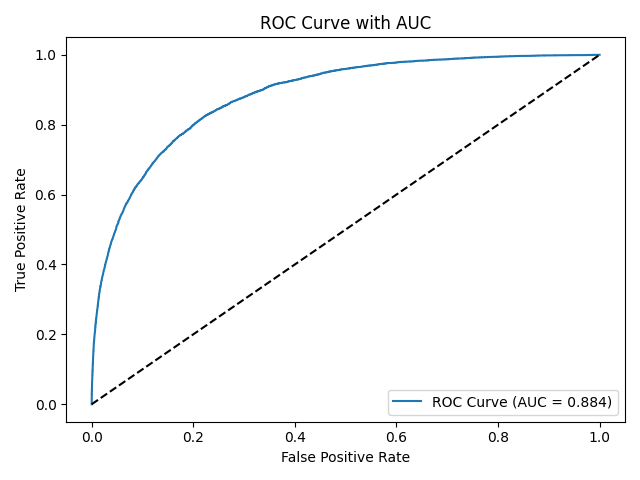 ROC Curve with AUC
True Positive Rate
1.0
0.8
0.6
0.4
0.2
0.0
0.0 0.2 0.4 0.6 0.8 1.0
False Positive Rate
ROC Curve (AUC = 0.884)